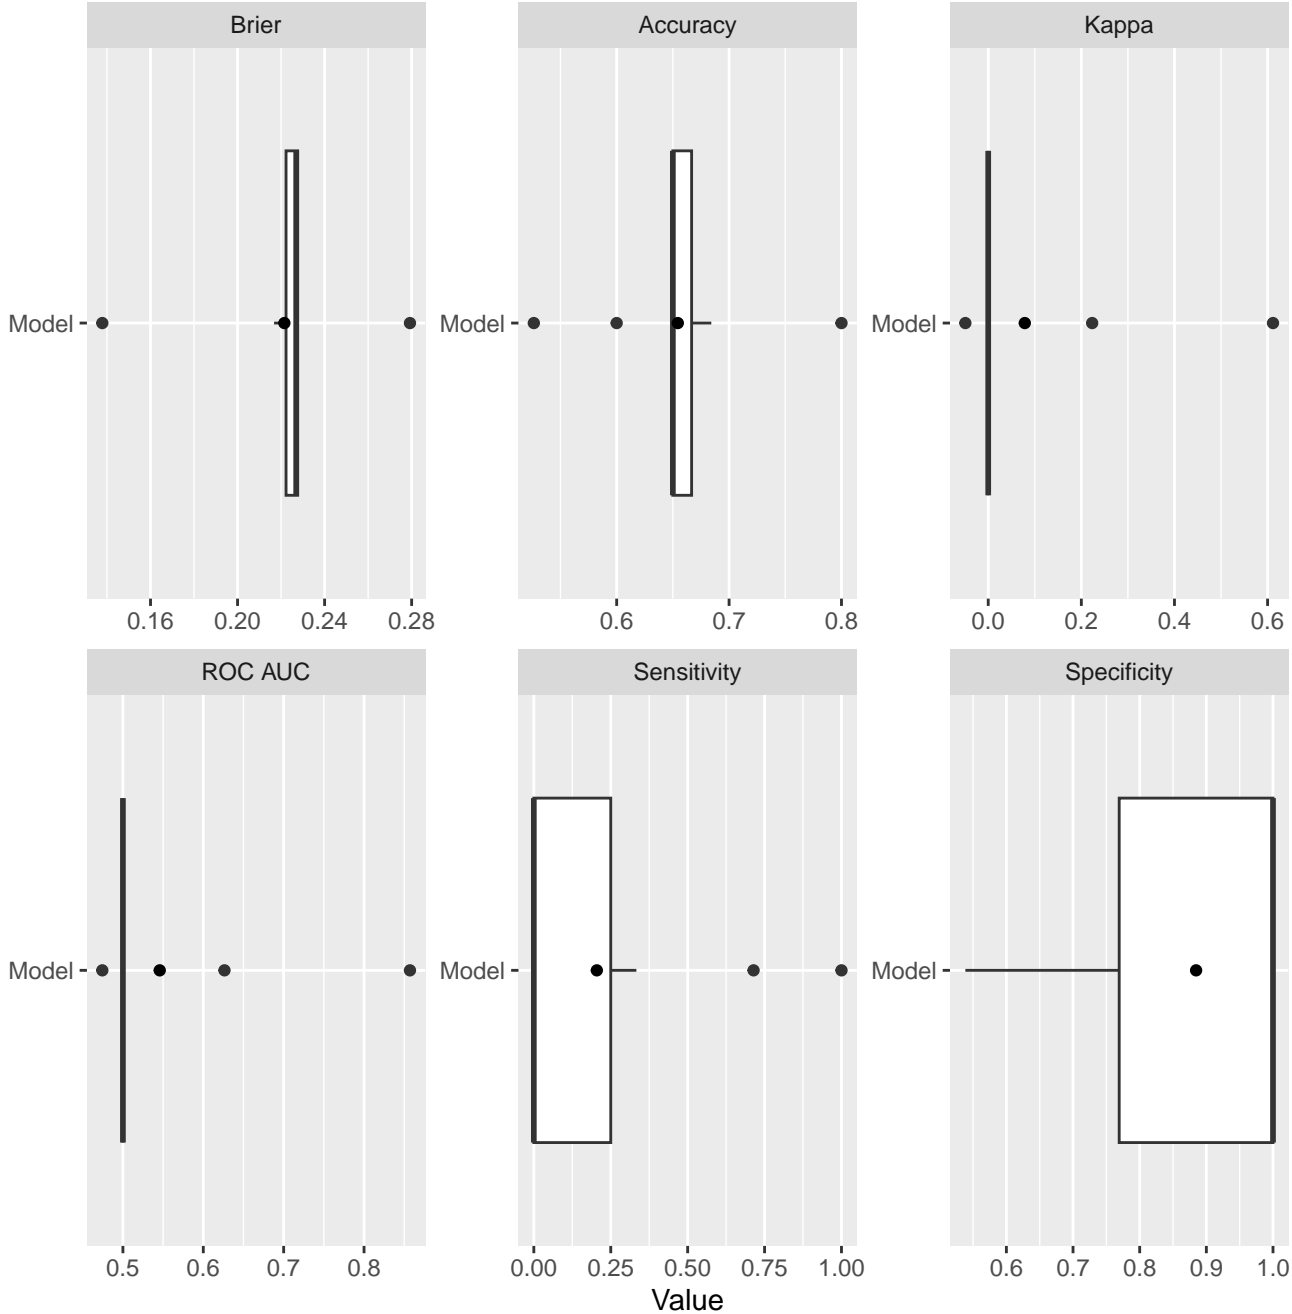 Brier Accuracy Kappa
Model Model Model
0.16 0.20 0.24 0.28 0.6 0.7 0.8 0.0 0.2 0.4 0.6
ROC AUC Sensitivity Specificity
Model Model Model
0.5 0.6 0.7 0.8 0.00 0.25 0.50 0.75 1.00 0.6 0.7 0.8 0.9 1.0
Value